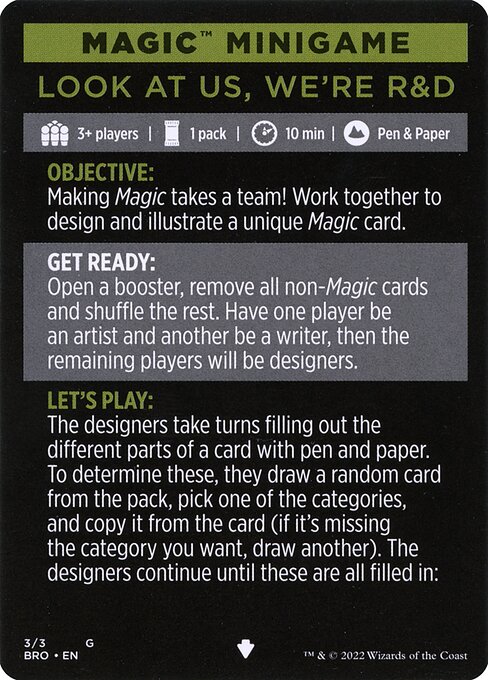 MAGIC™ MINIGAME
LOOK AT US, WE'RE R&D
3+ players | 1 pack | 10 min | Pen & Paper
OBJECTIVE:
Making Magic takes a team! Work together to
design and illustrate a unique Magic card.
GET READY:
Open a booster, remove all non-Magic cards
and shuffle the rest. Have one player be
an artist and another be a writer, then the
remaining players will be designers.
LET'S PLAY:
The designers take turns filling out the
different parts of a card with pen and paper.
To determine these, they draw a random card
from the pack, pick one of the categories,
and copy it from the card (if it's missing
the category you want, draw another). The
designers continue until these are all filled in:
3/3 G
BRO • EN ™ & © 2022 Wizards of the Coast